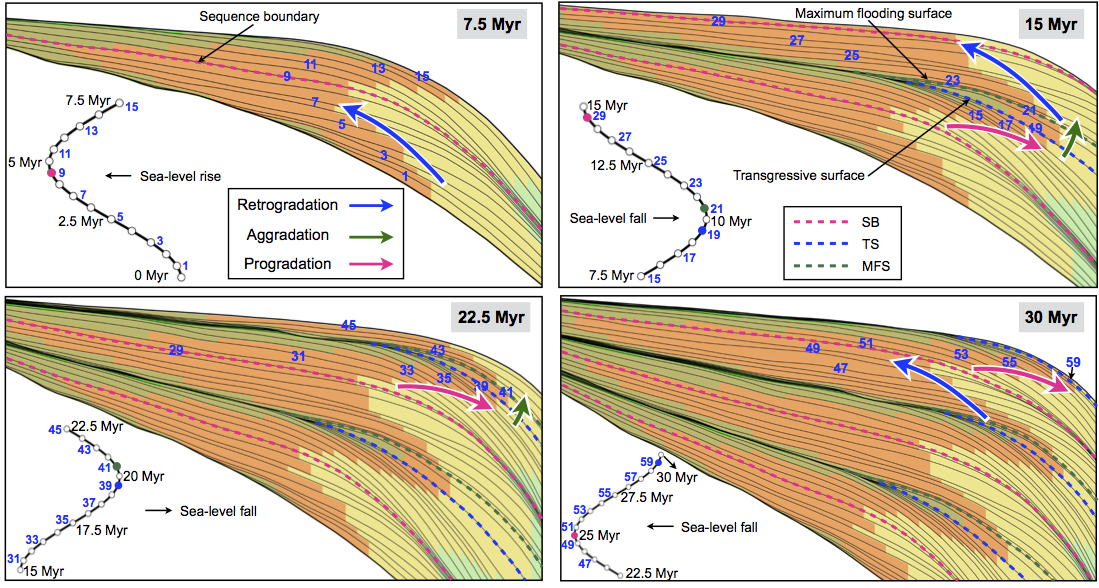 Sequence boundary
7.5 Myr
11
13
15
9
7
5
3
1
7.5 Myr
15
13
11
5 Myr
9
Sea-level rise
7
2.5 Myr
5
3
1
0 Myr
Retrogradation
Aggradation
Progradation
Maximum flooding surface
15 Myr
29
27
25
23
21
15
17
19
Transgressive surface
15 Myr
29
27
12.5 Myr
25
23
21
Sea-level fall
10 Myr
19
17
7.5 Myr
15
SB
TS
MFS
22.5 Myr
45
43
29
31
33
35
39
41
45
22.5 Myr
43
41
20 Myr
39
37
Sea-level fall
35
17.5 Myr
33
31
15 Myr
30 Myr
51
49
53
55
59
47
59
30 Myr
57
55
27.5 Myr
53
51
Sea-level fall
25 Myr
49
47
22.5 Myr